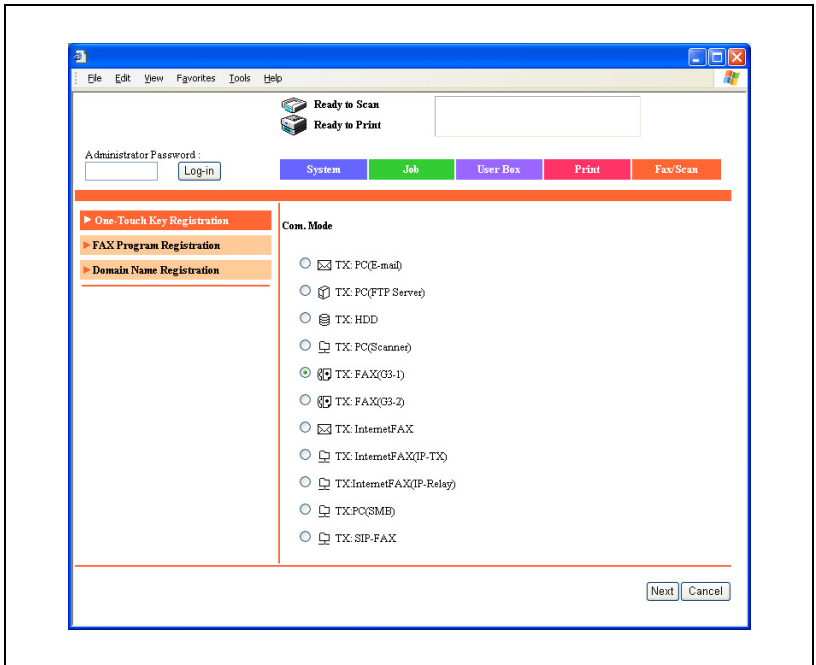 File Edit View Favorites Tools Help
Ready to Scan
Ready to Print
Administrator Password :
Log-in
System Job User Box Print Fax/Scan
One-Touch Key Registration
FAX Program Registration
Domain Name Registration
Com. Mode
TX: PC(E-mail)
TX: PC(FTP Server)
TX: HDD
TX: PC(Scanner)
TX: FAX(G3-1)
TX: FAX(G3-2)
TX: InternetFAX
TX: InternetFAX(IP-TX)
TX:InternetFAX(IP-Relay)
TX:PC(SMB)
TX: SIP-FAX
Next Cancel